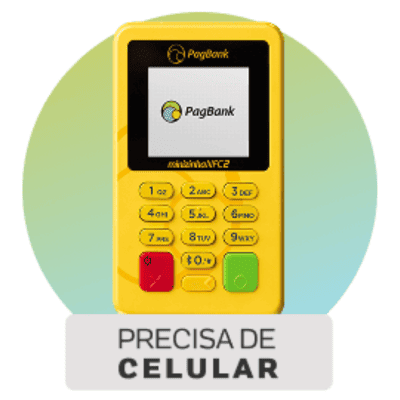 PagBank
PagBank
minizinhaNFC2
1 QZ 2 ABC 3 DEF
4 GHI 5 JKL 6 MNO
7 PRS 8 TUV 9 WXY
0
PRECISA DE
CELULAR